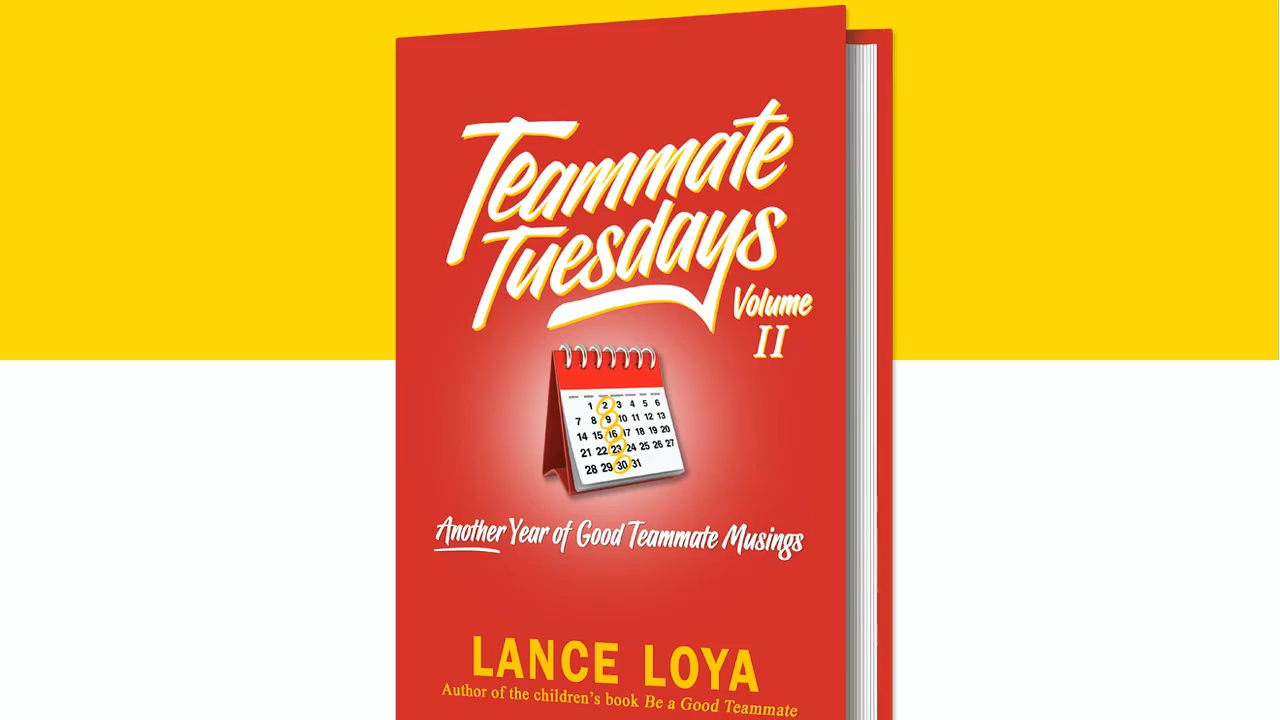 Teammate
Tuesdays
Volume
II
1 2 3 4 5 6
7 8 9 10 11 12 13
14 15 16 17 18 19 20
21 22 23 24 25 26 27
28 29 30 31
Another Year of Good Teammate Musings
LANCE LOYA
Author of the children's book Be a Good Teammate